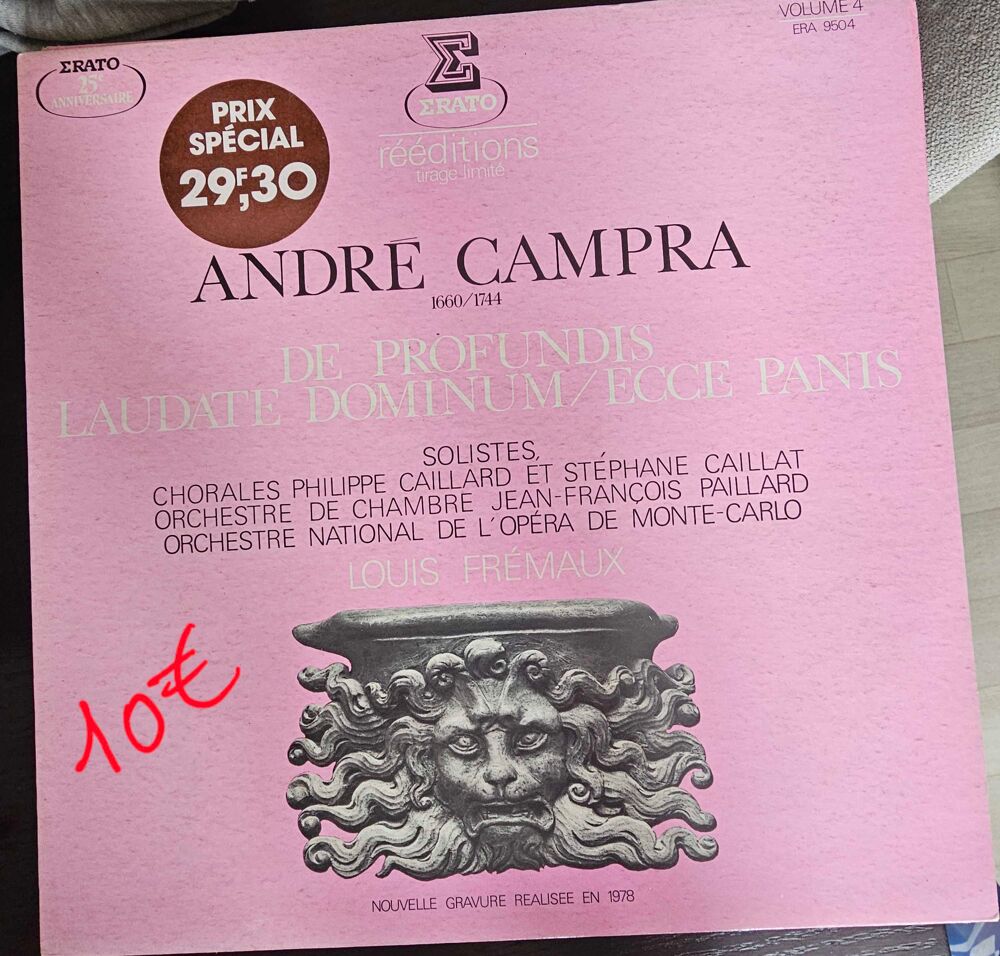 VOLUME 4
ERA 9504
ΣRATO
25e
ANNIVERSAIRE
PRIX
SPÉCIAL
29F,30
Σ
ΣRATO
rééditions
tirage limité
ANDRÉ CAMPRA
1660/1744
DE PROFUNDIS
LAUDATE DOMINUM/ECCE PANIS
SOLISTES,
CHORALES PHILIPPE CAILLARD ET STÉPHANE CAILLAT
ORCHESTRE DE CHAMBRE JEAN-FRANÇOIS PAILLARD
ORCHESTRE NATIONAL DE L'OPÉRA DE MONTE-CARLO
LOUIS FRÉMAUX
10€
NOUVELLE GRAVURE REALISEE EN 1978